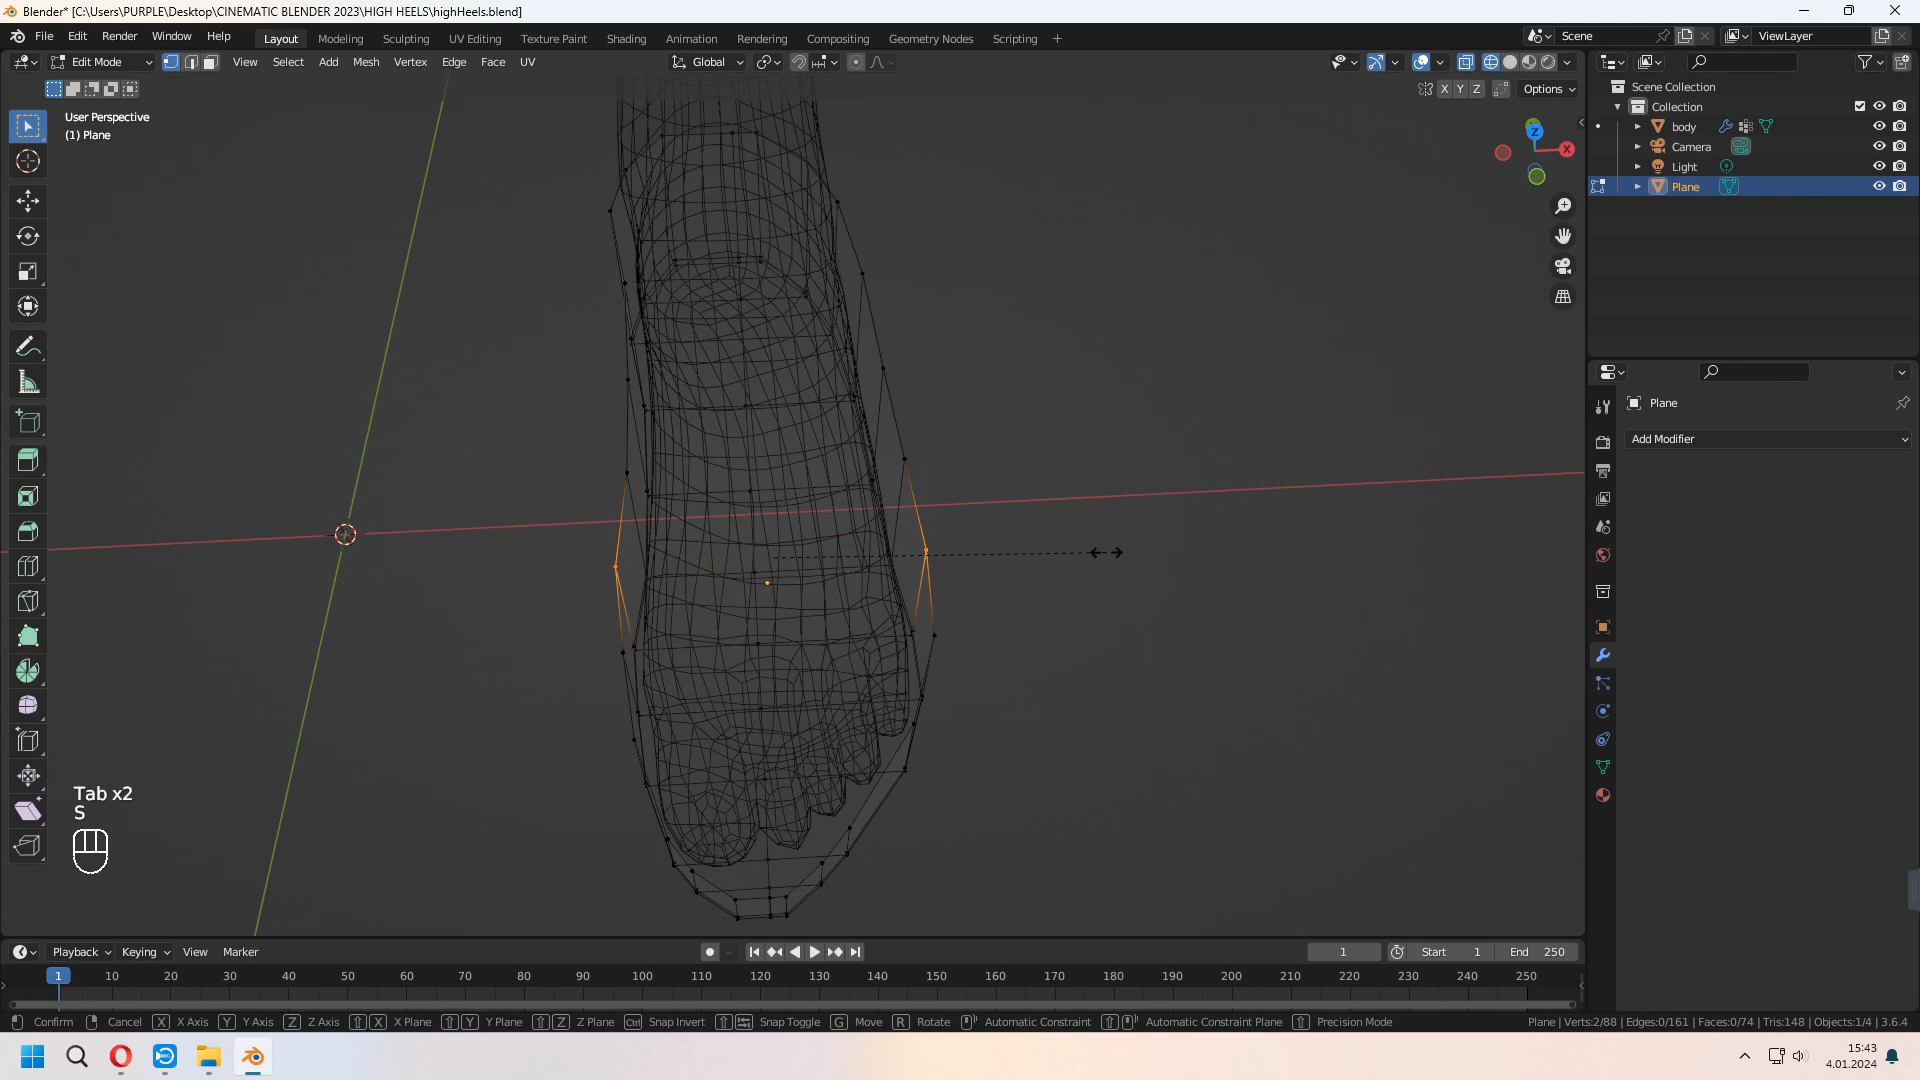 Blender* [C:\Users\PURPLE\Desktop\CINEMATIC BLENDER 2023\HIGH HEELS\highHeels.blend]
File Edit Render Window Help Layout Modeling Sculpting UV Editing Texture Paint Shading Animation Rendering Compositing Geometry Nodes Scripting + Scene ViewLayer
Edit Mode View Select Add Mesh Vertex Edge Face UV Global
X Y Z Options
User Perspective
(1) Plane
Z
X
Scene Collection
Collection
body
Camera
Light
Plane
Plane
Add Modifier
Tab x2
S
Playback Keying View Marker 1 Start 1 End 250
1 10 20 30 40 50 60 70 80 90 100 110 120 130 140 150 160 170 180 190 200 210 220 230 240 250
Confirm Cancel X X Axis Y Y Axis Z Z Axis X X Plane Y Y Plane Z Z Plane Ctrl Snap Invert Snap Toggle G Move R Rotate Automatic Constraint Automatic Constraint Plane Precision Mode Plane | Verts:2/88 | Edges:0/161 | Faces:0/74 | Tris:148 | Objects:1/4 | 3.6.4
15:43
4.01.2024